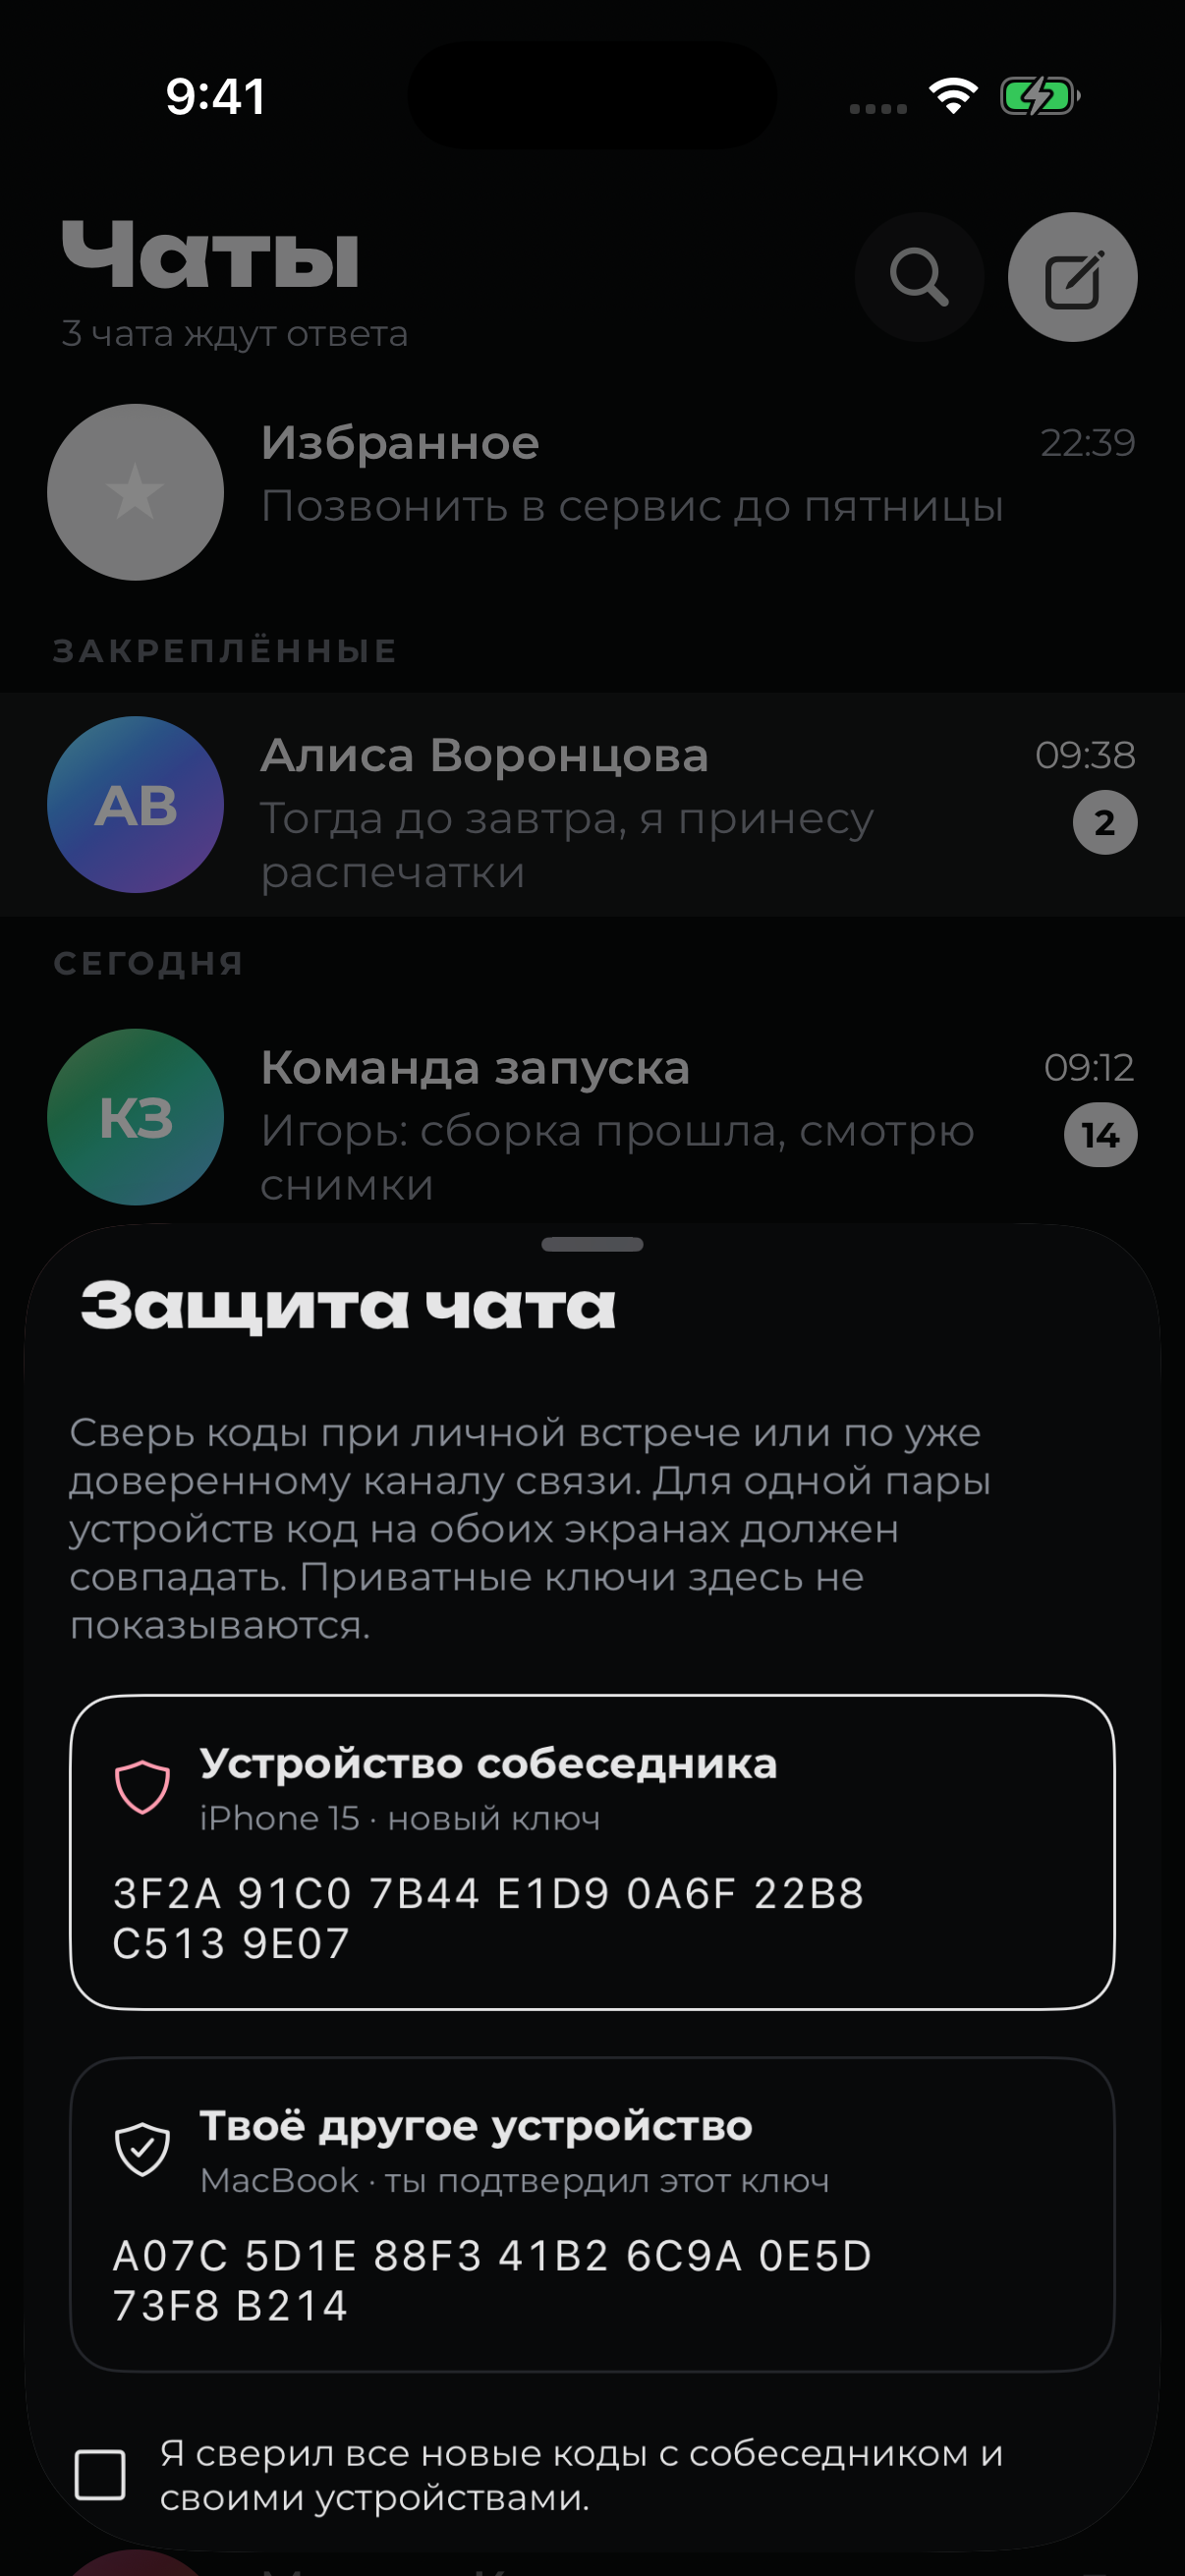 9:41
Чаты
3 чата ждут ответа
Избранное
22:39
Позвонить в сервис до пятницы
ЗАКРЕПЛЁННЫЕ
АВ
Алиса Воронцова
09:38
Тогда до завтра, я принесу
2
распечатки
СЕГОДНЯ
КЗ
Команда запуска
09:12
Игорь: сборка прошла, смотрю
14
снимки
Защита чата
Сверь коды при личной встрече или по уже
доверенному каналу связи. Для одной пары
устройств код на обоих экранах должен
совпадать. Приватные ключи здесь не
показываются.
Устройство собеседника
iPhone 15 · новый ключ
3F2A 91C0 7B44 E1D9 0A6F 22B8
C513 9E07
Твоё другое устройство
MacBook · ты подтвердил этот ключ
A07C 5D1E 88F3 41B2 6C9A 0E5D
73F8 B214
Я сверил все новые коды с собеседником и
своими устройствами.